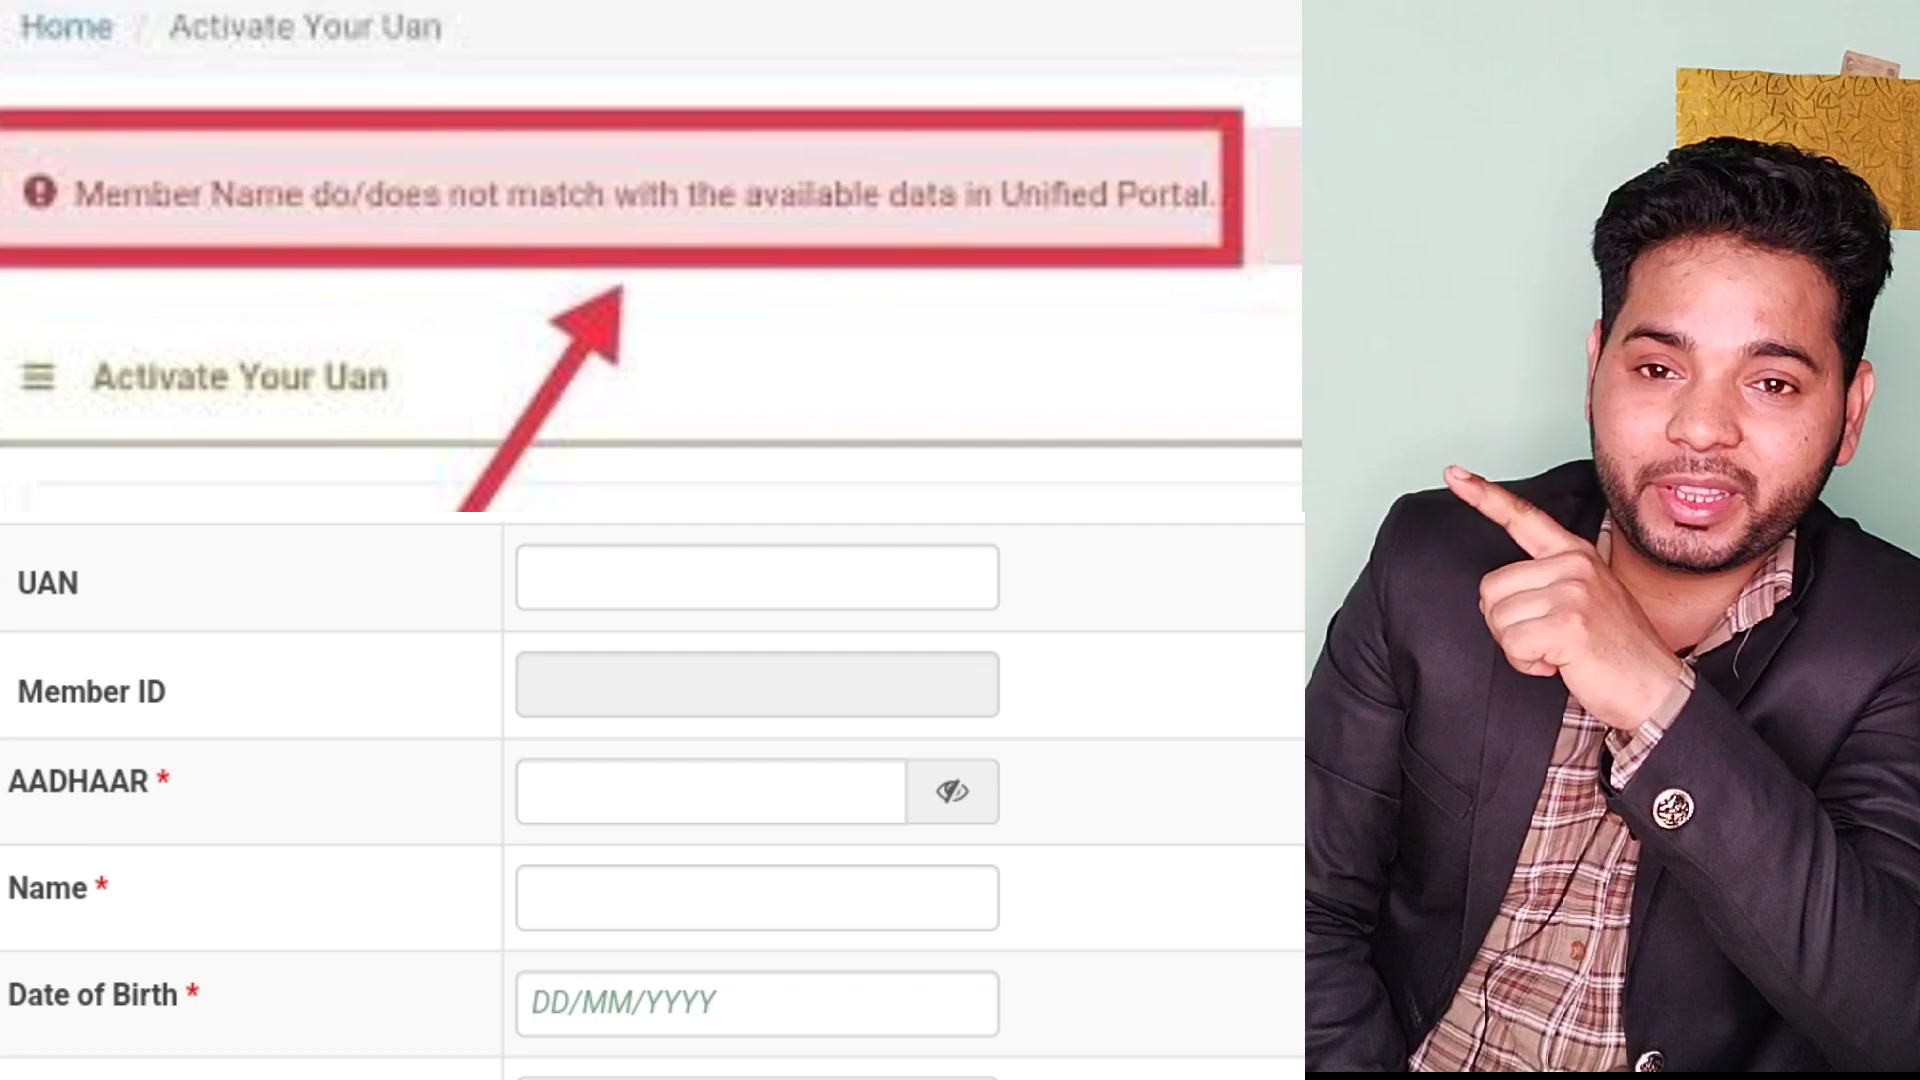 Home / Activate Your Uan
Member Name do/does not match with the available data in Unified Portal.
Activate Your Uan
UAN
Member ID
AADHAAR *
Name *
Date of Birth *
DD/MM/YYYY